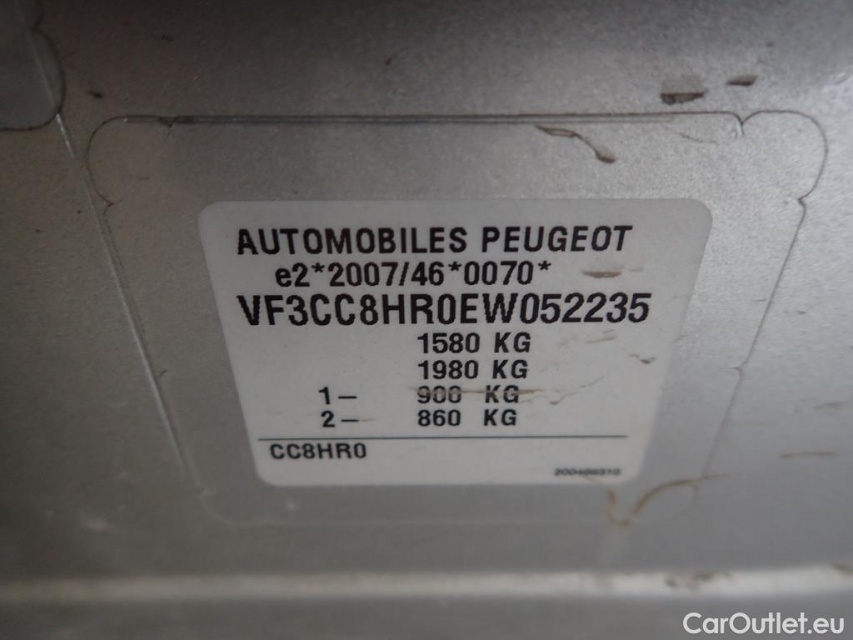 AUTOMOBILES PEUGEOT
e2*2007/46*0070*
VF3CC8HR0EW052235
1580 KG
1980 KG
1– 900 KG
2– 860 KG
CC8HR0
CarOutlet.eu